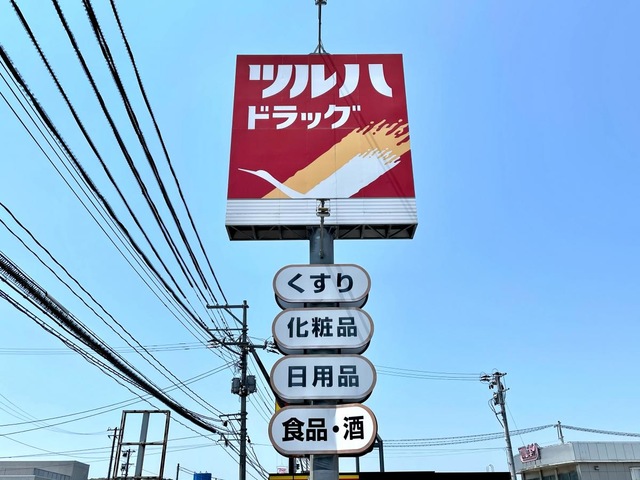 ツルハ
ドラッグ
くすり
化粧品
日用品
食品・酒